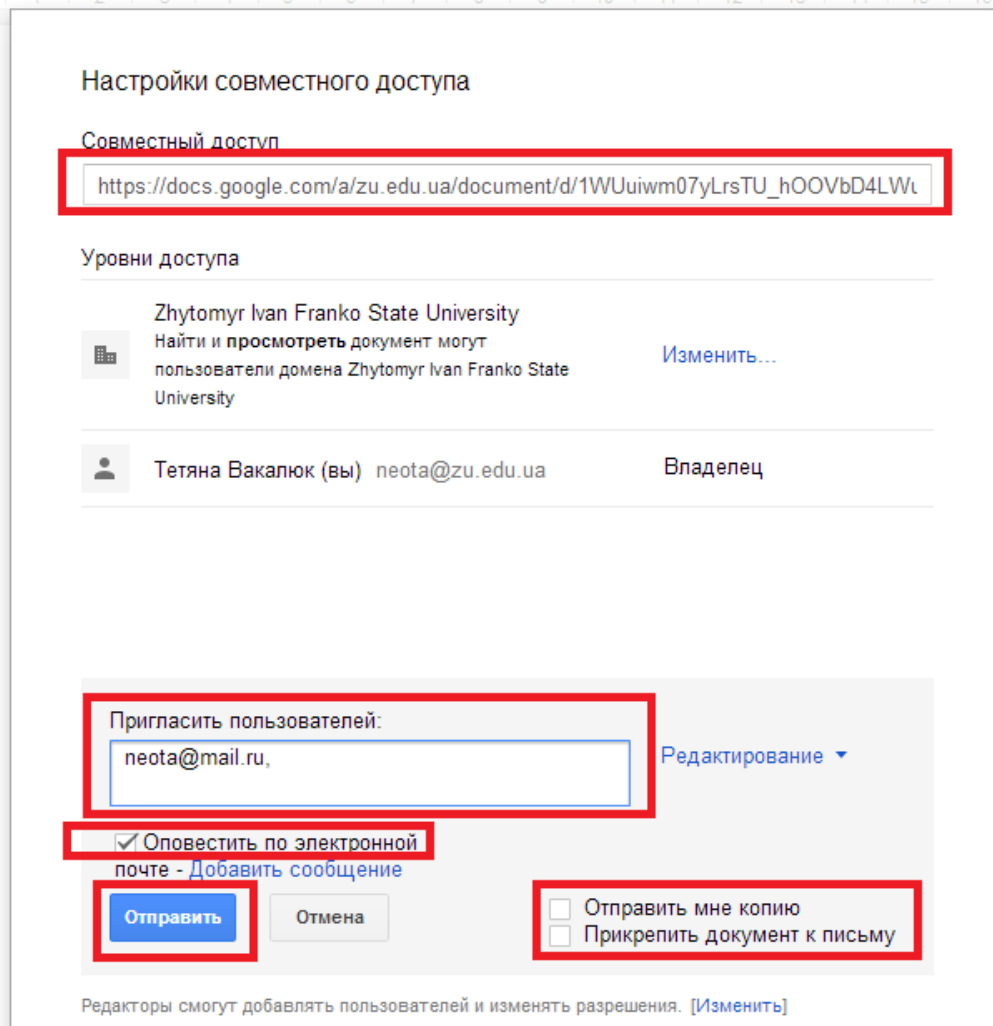 Настройки совместного доступа
Совместный доступ
https://docs.google.com/a/zu.edu.ua/document/d/1WUuiwm07yLrsTU_hOOVbD4LWu
Уровни доступа
Zhytomyr Ivan Franko State University
Найти и просмотреть документ могут
пользователи домена Zhytomyr Ivan Franko State
University
Изменить...
Тетяна Вакалюк (вы) neota@zu.edu.ua Владелец
Пригласить пользователей:
neota@mail.ru,
Редактирование
Оповестить по электронной
почте - Добавить сообщение
Отправить Отмена
Отправить мне копию
Прикрепить документ к письму
Редакторы смогут добавлять пользователей и изменять разрешения. [Изменить]